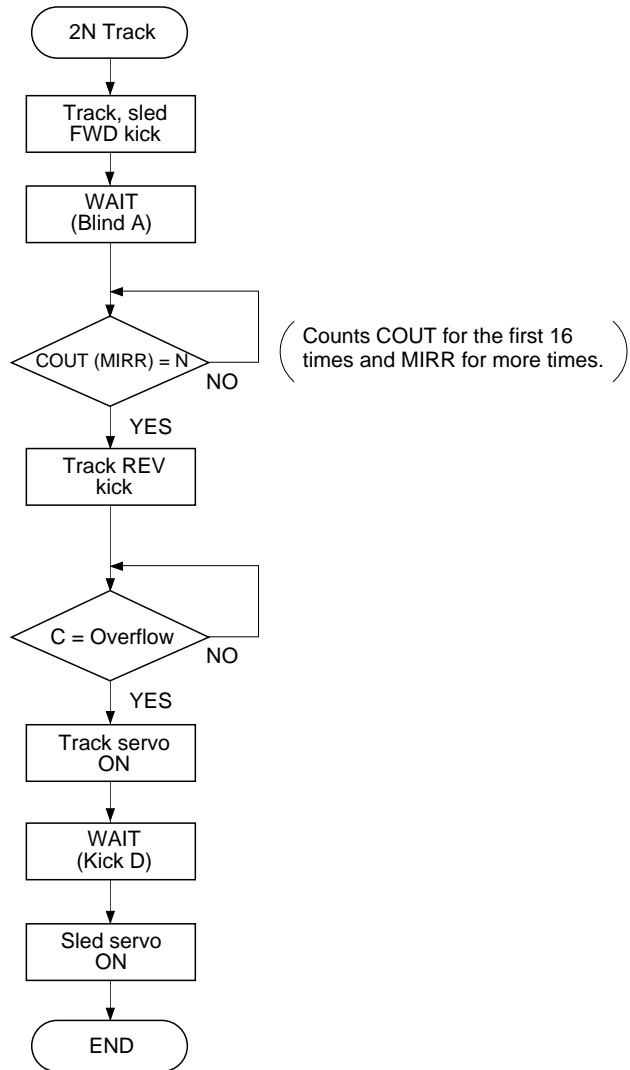 2N Track
Track, sled
FWD kick
WAIT
(Blind A)
COUT (MIRR) = N
NO
Counts COUT for the first 16
times and MIRR for more times.
YES
Track REV
kick
C = Overflow
NO
YES
Track servo
ON
WAIT
(Kick D)
Sled servo
ON
END